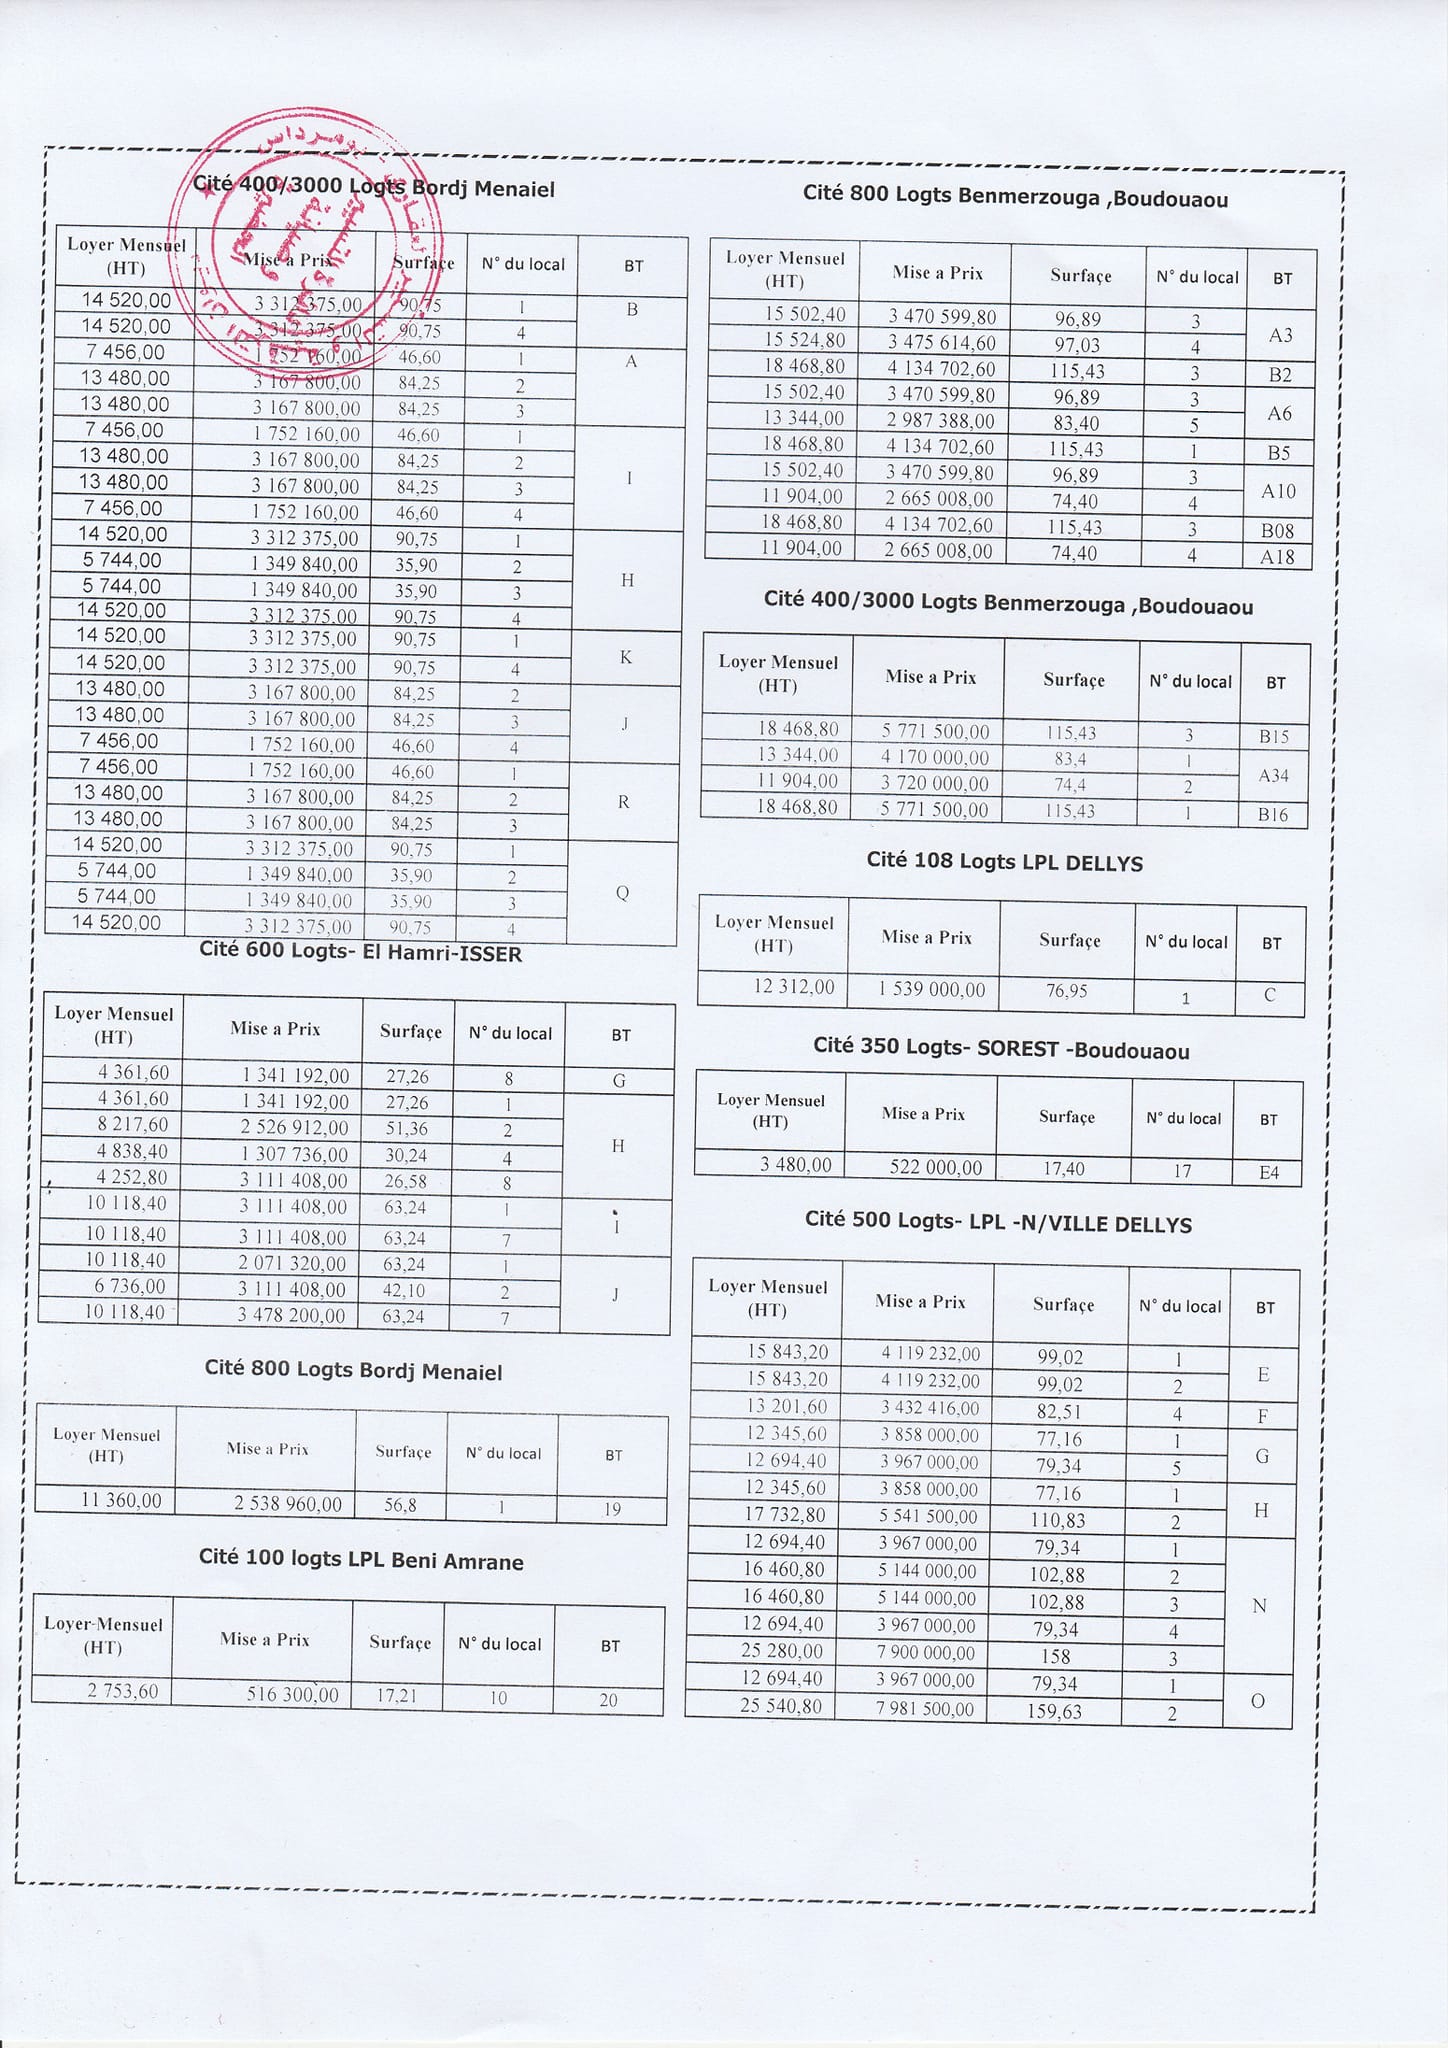 Cité 400/3000 Logts Bordj Menaiel
Loyer Mensuel (HT) Mise a Prix Surfaçe N° du local BT
14 520,00 3 312 375,00 90,75 1 B
14 520,00 3 312 375,00 90,75 4
7 456,00 1 752 160,00 46,60 1 A
13 480,00 3 167 800,00 84,25 2
13 480,00 3 167 800,00 84,25 3
7 456,00 1 752 160,00 46,60 1 I
13 480,00 3 167 800,00 84,25 2
13 480,00 3 167 800,00 84,25 3
7 456,00 1 752 160,00 46,60 4
14 520,00 3 312 375,00 90,75 1 H
5 744,00 1 349 840,00 35,90 2
5 744,00 1 349 840,00 35,90 3
14 520,00 3 312 375,00 90,75 4
14 520,00 3 312 375,00 90,75 1 K
14 520,00 3 312 375,00 90,75 4
13 480,00 3 167 800,00 84,25 2 J
13 480,00 3 167 800,00 84,25 3
7 456,00 1 752 160,00 46,60 4
7 456,00 1 752 160,00 46,60 1 R
13 480,00 3 167 800,00 84,25 2
13 480,00 3 167 800,00 84,25 3
14 520,00 3 312 375,00 90,75 1 Q
5 744,00 1 349 840,00 35,90 2
5 744,00 1 349 840,00 35,90 3
14 520,00 3 312 375,00 90,75 4
Cité 600 Logts- El Hamri-ISSER
Loyer Mensuel (HT) Mise a Prix Surfaçe N° du local BT
4 361,60 1 341 192,00 27,26 8 G
4 361,60 1 341 192,00 27,26 1 H
8 217,60 2 526 912,00 51,36 2
4 838,40 1 307 736,00 30,24 4
4 252,80 3 111 408,00 26,58 8
10 118,40 3 111 408,00 63,24 1 I
10 118,40 3 111 408,00 63,24 7
10 118,40 2 071 320,00 63,24 1 J
6 736,00 3 111 408,00 42,10 2
10 118,40 3 478 200,00 63,24 7
Cité 800 Logts Bordj Menaiel
Loyer Mensuel (HT) Mise a Prix Surfaçe N° du local BT
11 360,00 2 538 960,00 56,8 1 19
Cité 100 logts LPL Beni Amrane
Loyer-Mensuel (HT) Mise a Prix Surfaçe N° du local BT
2 753,60 516 300,00 17,21 10 20
Cité 800 Logts Benmerzouga ,Boudouaou
Loyer Mensuel (HT) Mise a Prix Surfaçe N° du local BT
15 502,40 3 470 599,80 96,89 3 A3
15 524,80 3 475 614,60 97,03 4
18 468,80 4 134 702,60 115,43 3 B2
15 502,40 3 470 599,80 96,89 3 A6
13 344,00 2 987 388,00 83,40 5
18 468,80 4 134 702,60 115,43 1 B5
15 502,40 3 470 599,80 96,89 3 A10
11 904,00 2 665 008,00 74,40 4
18 468,80 4 134 702,60 115,43 3 B08
11 904,00 2 665 008,00 74,40 4 A18
Cité 400/3000 Logts Benmerzouga ,Boudouaou
Loyer Mensuel (HT) Mise a Prix Surfaçe N° du local BT
18 468,80 5 771 500,00 115,43 3 B15
13 344,00 4 170 000,00 83,4 1 A34
11 904,00 3 720 000,00 74,4 2
18 468,80 5 771 500,00 115,43 1 B16
Cité 108 Logts LPL DELLYS
Loyer Mensuel (HT) Mise a Prix Surfaçe N° du local BT
12 312,00 1 539 000,00 76,95 1 C
Cité 350 Logts- SOREST -Boudouaou
Loyer Mensuel (HT) Mise a Prix Surfaçe N° du local BT
3 480,00 522 000,00 17,40 17 E4
Cité 500 Logts- LPL -N/VILLE DELLYS
Loyer Mensuel (HT) Mise a Prix Surfaçe N° du local BT
15 843,20 4 119 232,00 99,02 1 E
15 843,20 4 119 232,00 99,02 2
13 201,60 3 432 416,00 82,51 4 F
12 345,60 3 858 000,00 77,16 1 G
12 694,40 3 967 000,00 79,34 5
12 345,60 3 858 000,00 77,16 1 H
17 732,80 5 541 500,00 110,83 2
12 694,40 3 967 000,00 79,34 1 N
16 460,80 5 144 000,00 102,88 2
16 460,80 5 144 000,00 102,88 3
12 694,40 3 967 000,00 79,34 4
25 280,00 7 900 000,00 158 3
12 694,40 3 967 000,00 79,34 1 O
25 540,80 7 981 500,00 159,63 2
بومرداس